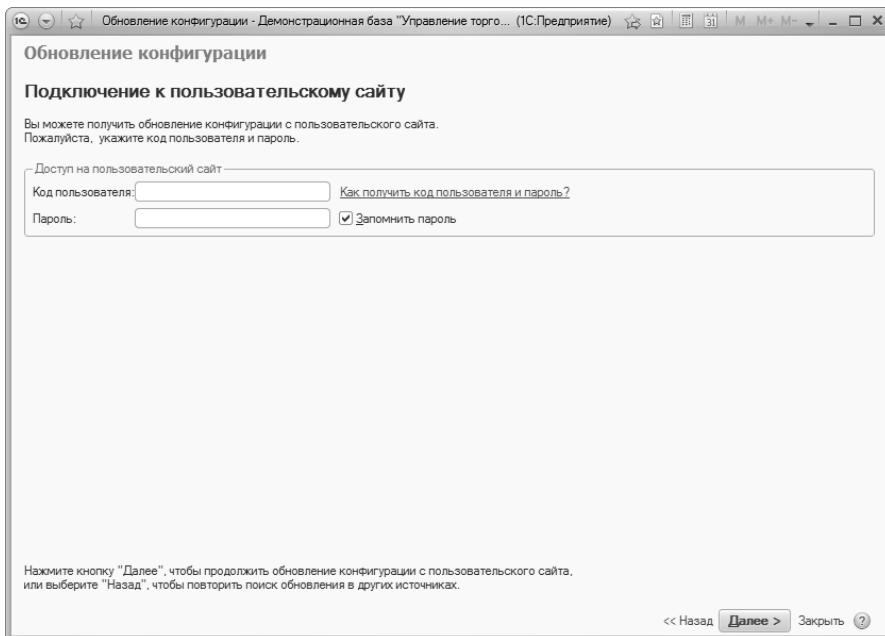 1С Обновление конфигурации - Демонстрационная база "Управление торго... (1С:Предприятие) 31 M M+ M-
Обновление конфигурации
Подключение к пользовательскому сайту
Вы можете получить обновление конфигурации с пользовательского сайта.
Пожалуйста, укажите код пользователя и пароль.
Доступ на пользовательский сайт
Код пользователя: Как получить код пользователя и пароль?
Пароль: Запомнить пароль
Нажмите кнопку "Далее", чтобы продолжить обновление конфигурации с пользовательского сайта,
или выберите "Назад", чтобы повторить поиск обновления в других источниках.
<< Назад Далее > Закрыть ?